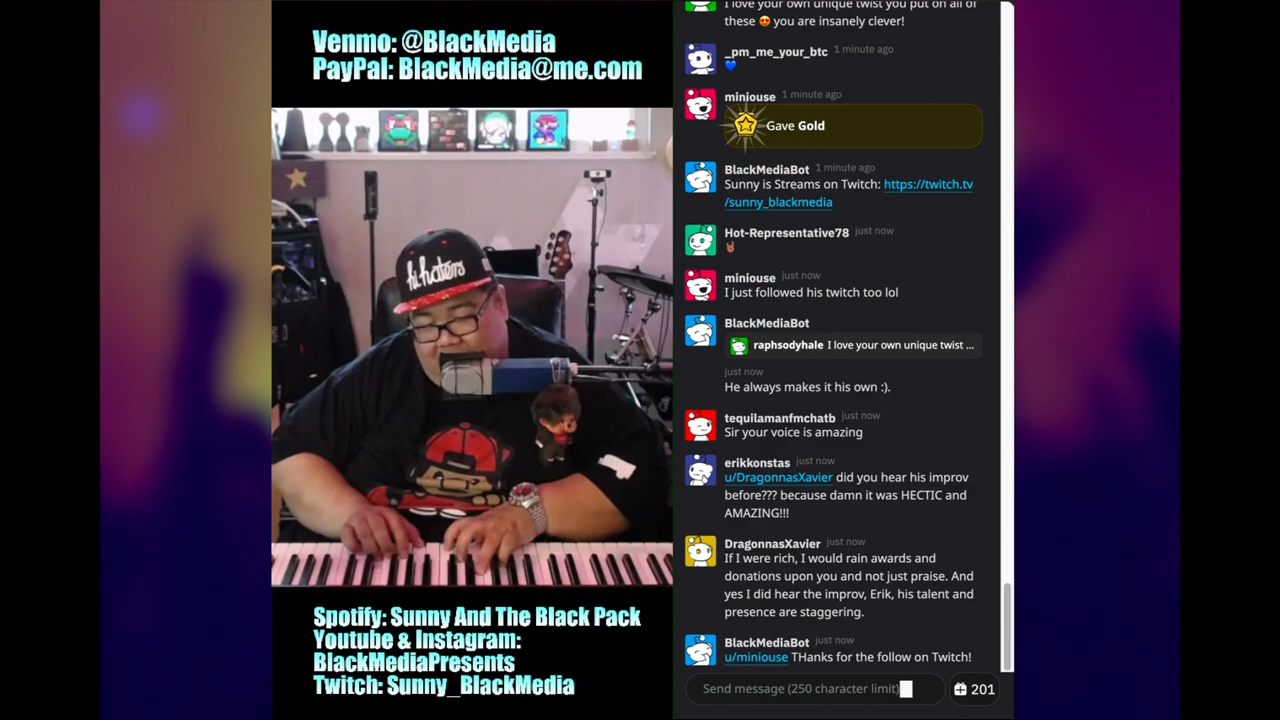 Venmo: @BlackMedia
PayPal: BlackMedia@me.com
hi haters
Spotify: Sunny And The Black Pack
Youtube & Instagram:
BlackMediaPresents
Twitch: Sunny_BlackMedia
I love your own unique twist you put on all of
these 😍 you are insanely clever!
_pm_me_your_btc 1 minute ago
💙
miniouse 1 minute ago
Gave Gold
BlackMediaBot 1 minute ago
Sunny is Streams on Twitch: https://twitch.tv
/sunny_blackmedia
Hot-Representative78 just now
miniouse just now
I just followed his twitch too lol
BlackMediaBot
raphsodyhale I love your own unique twist ...
just now
He always makes it his own :).
tequilamanfmchatb just now
Sir your voice is amazing
erikkonstas just now
u/DragonnasXavier did you hear his improv
before??? because damn it was HECTIC and
AMAZING!!!
DragonnasXavier just now
If I were rich, I would rain awards and
donations upon you and not just praise. And
yes I did hear the improv, Erik, his talent and
presence are staggering.
BlackMediaBot just now
u/miniouse THanks for the follow on Twitch!
Send message (250 character limit)
201